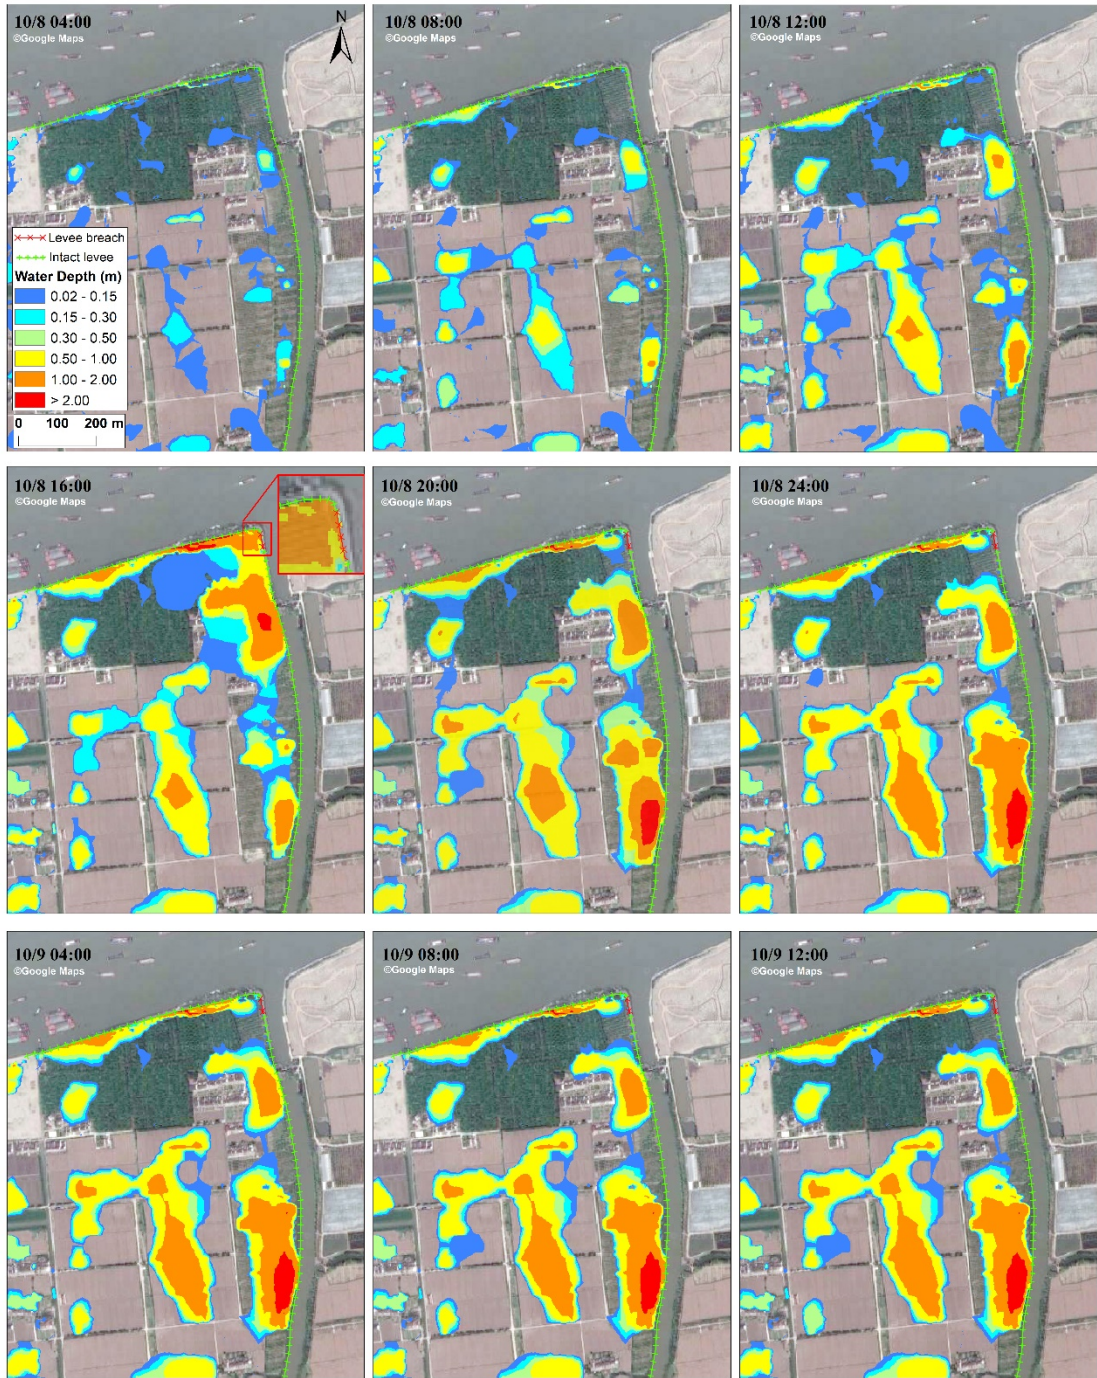 10/8 04:00
©Google Maps
N
Levee breach
Intact levee
Water Depth (m)
0.02 - 0.15
0.15 - 0.30
0.30 - 0.50
0.50 - 1.00
1.00 - 2.00
> 2.00
0 100 200 m
10/8 08:00
©Google Maps
10/8 12:00
©Google Maps
10/8 16:00
©Google Maps
10/8 20:00
©Google Maps
10/8 24:00
©Google Maps
10/9 04:00
©Google Maps
10/9 08:00
©Google Maps
10/9 12:00
©Google Maps